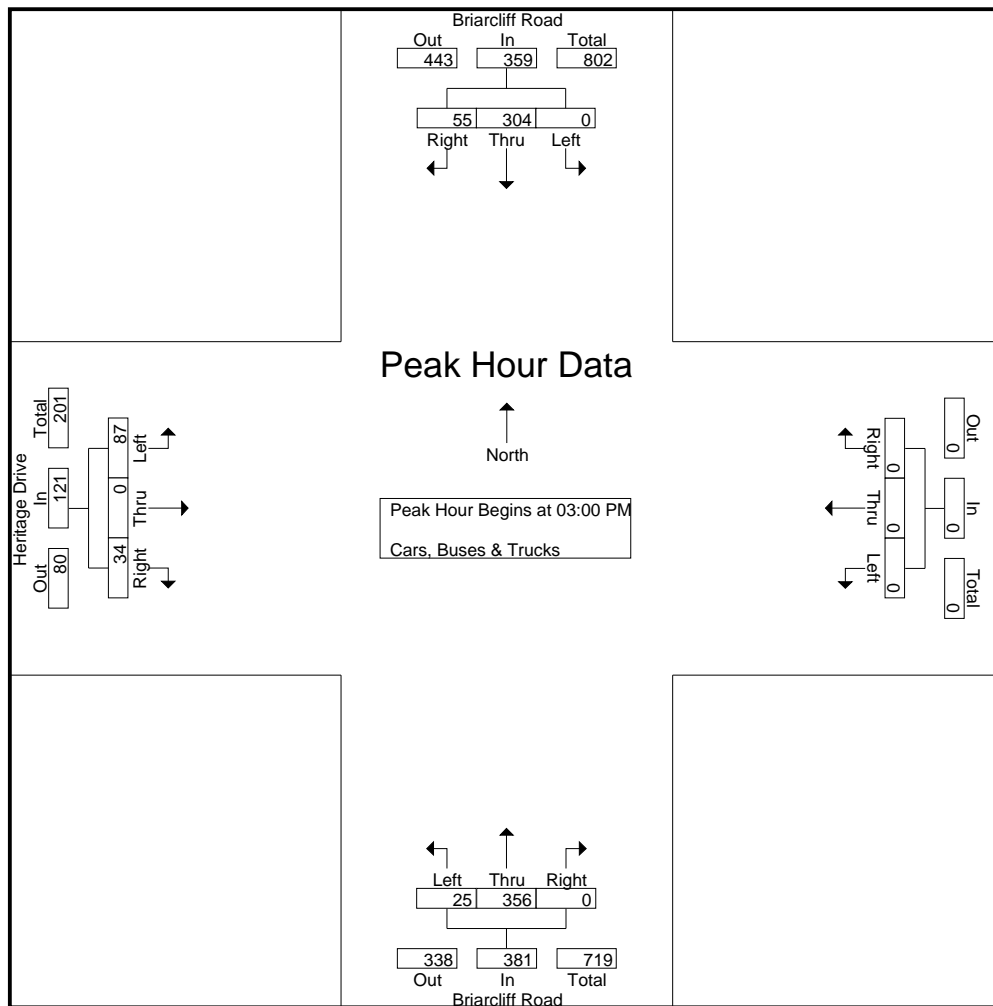 Briarcliff Road
Out In Total
443 359 802
55 304 0
Right Thru Left
Peak Hour Data
North
Peak Hour Begins at 03:00 PM
Cars, Buses & Trucks
Heritage Drive
Out In Total
80 121 201
Right Thru Left
34 0 87
Out In Total
0 0 0
Right Thru Left
0 0 0
Left Thru Right
25 356 0
338 381 719
Out In Total
Briarcliff Road